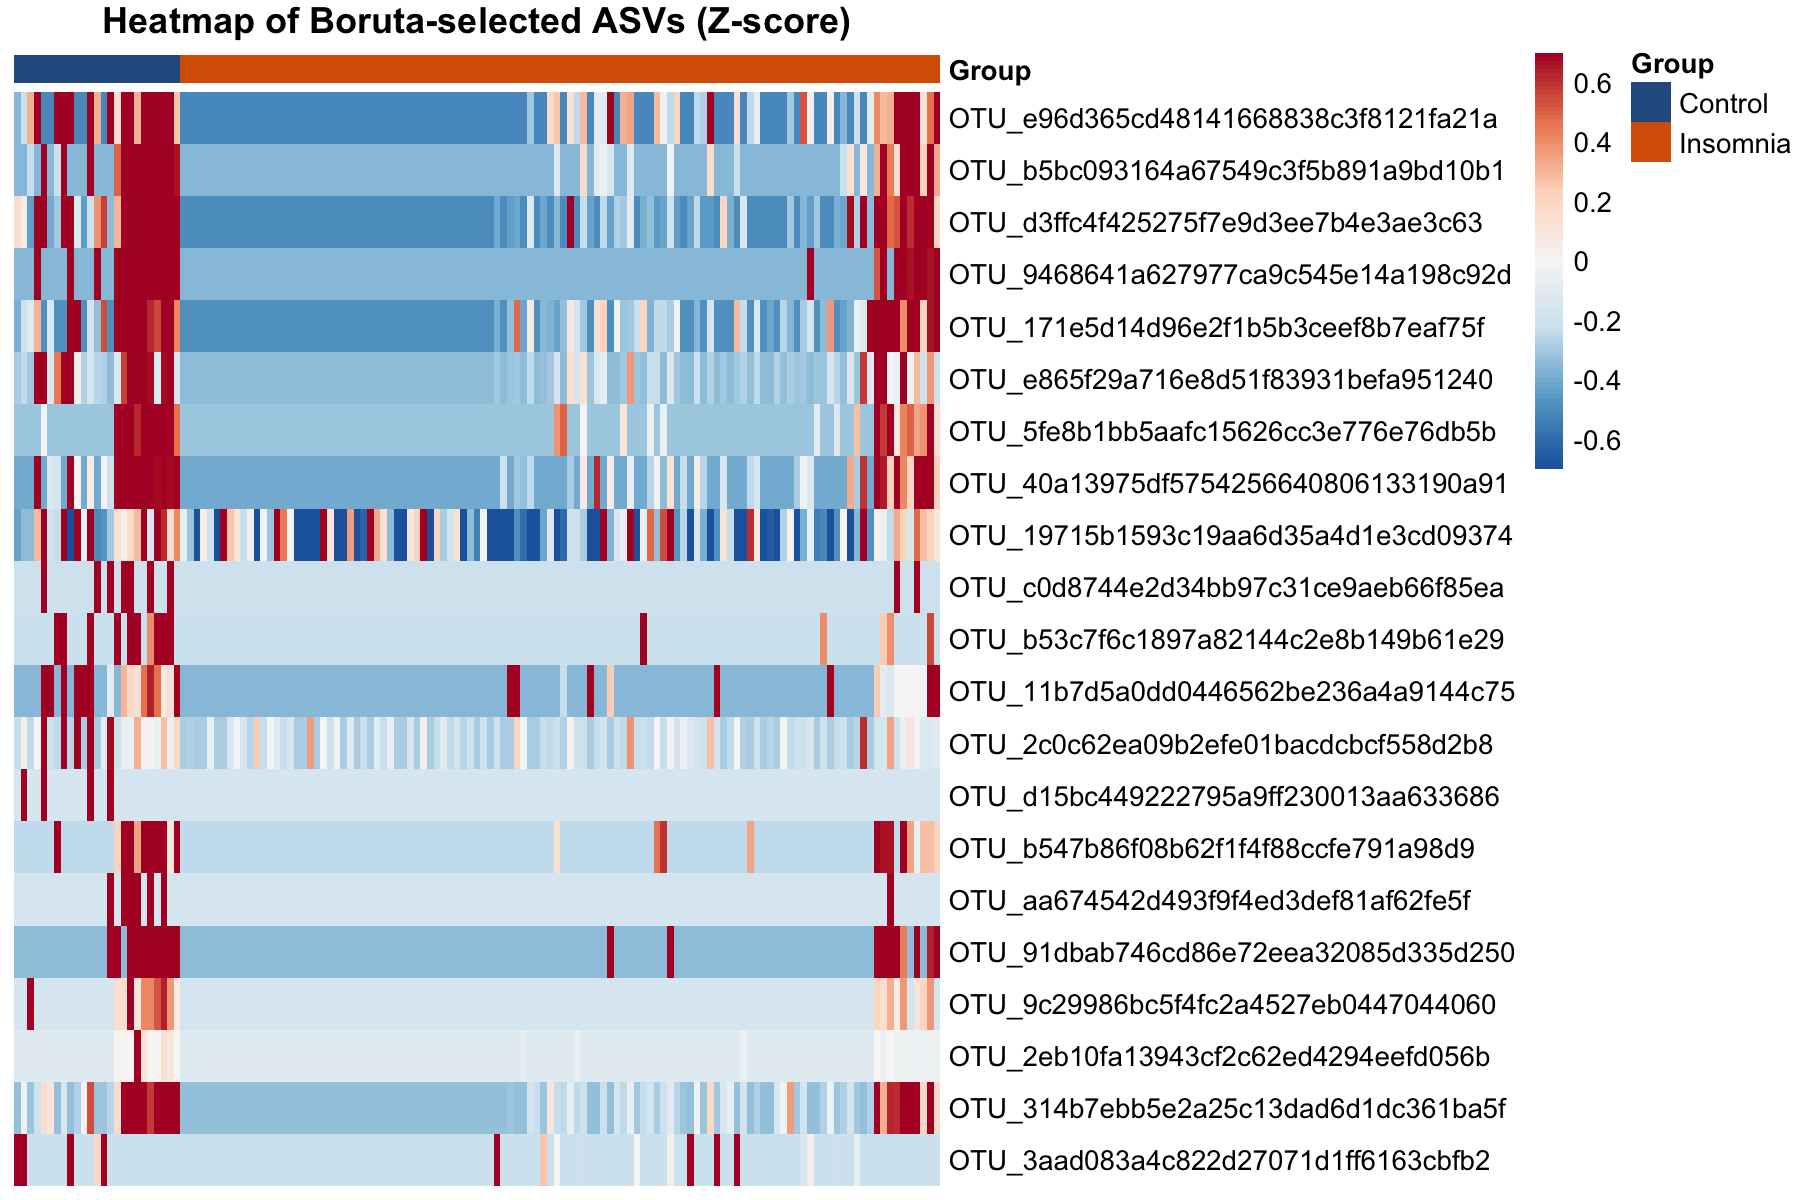 Heatmap of Boruta-selected ASVs (Z-score)
Group
OTU_e96d365cd48141668838c3f8121fa21a
OTU_b5bc093164a67549c3f5b891a9bd10b1
OTU_d3ffc4f425275f7e9d3ee7b4e3ae3c63
OTU_9468641a627977ca9c545e14a198c92d
OTU_171e5d14d96e2f1b5b3ceef8b7eaf75f
OTU_e865f29a716e8d51f83931befa951240
OTU_5fe8b1bb5aafc15626cc3e776e76db5b
OTU_40a13975df5754256640806133190a91
OTU_19715b1593c19aa6d35a4d1e3cd09374
OTU_c0d8744e2d34bb97c31ce9aeb66f85ea
OTU_b53c7f6c1897a82144c2e8b149b61e29
OTU_11b7d5a0dd0446562be236a4a9144c75
OTU_2c0c62ea09b2efe01bacdcbcf558d2b8
OTU_d15bc449222795a9ff230013aa633686
OTU_b547b86f08b62f1f4f88ccfe791a98d9
OTU_aa674542d493f9f4ed3def81af62fe5f
OTU_91dbab746cd86e72eea32085d335d250
OTU_9c29986bc5f4fc2a4527eb0447044060
OTU_2eb10fa13943cf2c62ed4294eefd056b
OTU_314b7ebb5e2a25c13dad6d1dc361ba5f
OTU_3aad083a4c822d27071d1ff6163cbfb2
0.6
0.4
0.2
0
-0.2
-0.4
-0.6
Group
Control
Insomnia